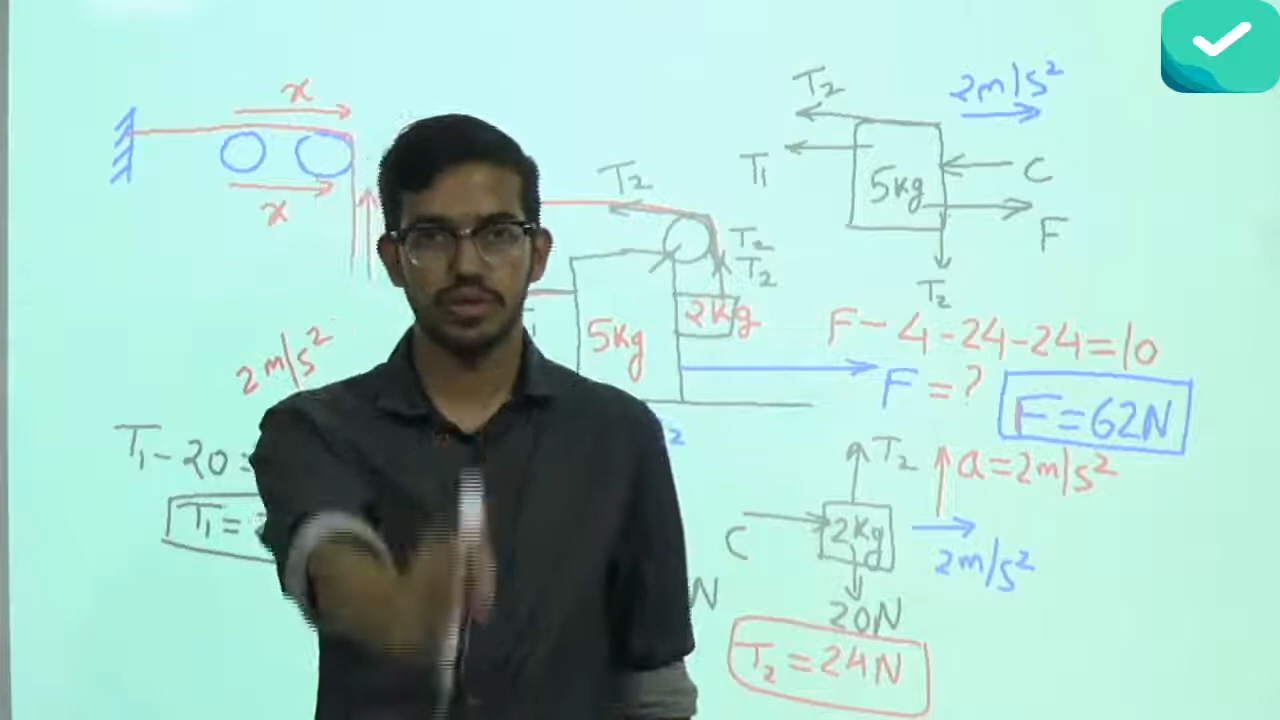 x
x
2m/s²
T₁-20=
T₁=
T₂
T₂
T₂
2kg
5kg
T₂
2m/s²
T₁
5kg
C
F
T₂
F-4-24-24=10
F=?
F=62N
T₂
a=2m/s²
C
2kg
2m/s²
20N
N
T₂=24N